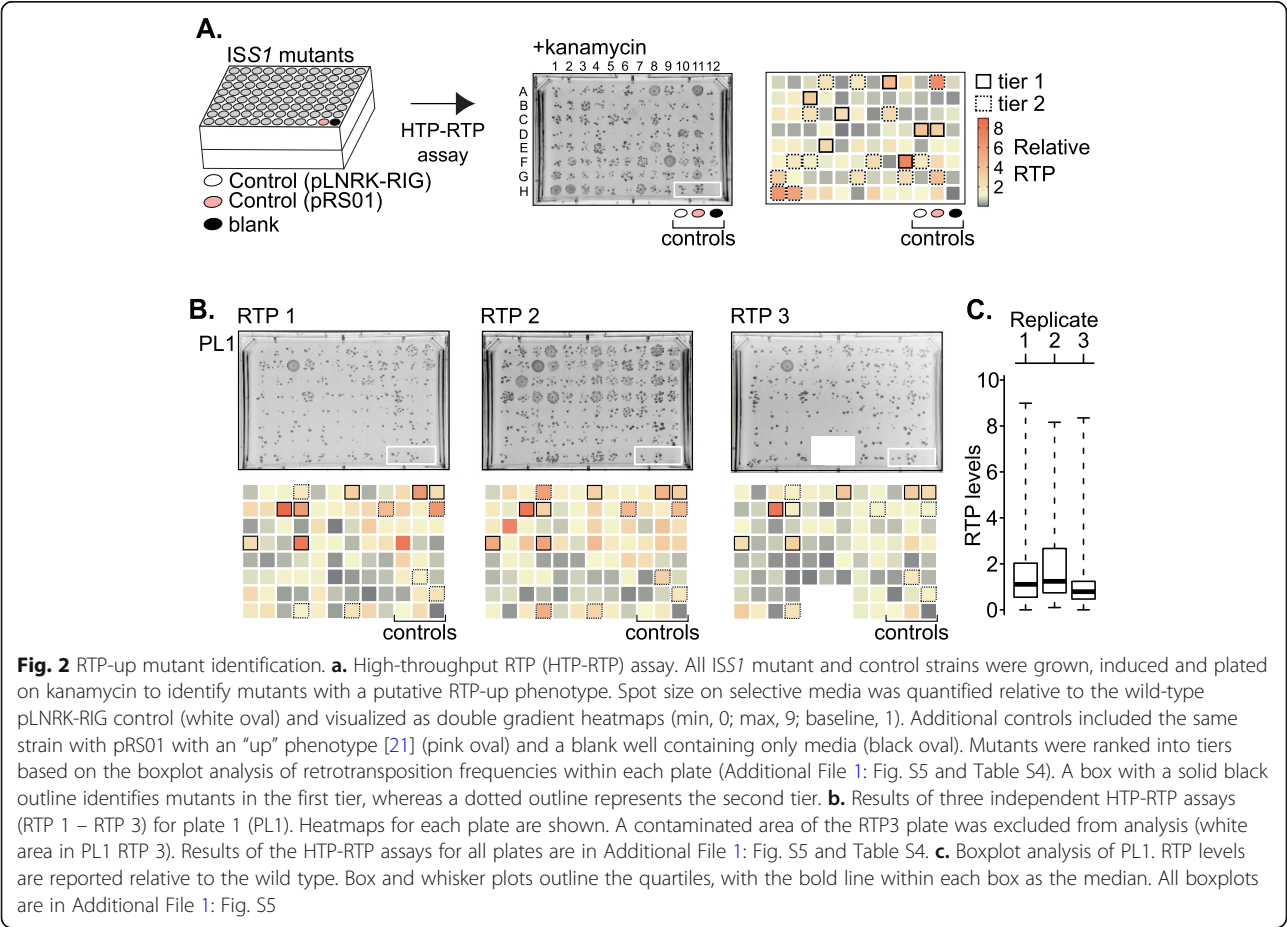 A.
ISS1 mutants
HTP-RTP
assay
Control (pLNRK-RIG)
Control (pRS01)
blank
+kanamycin
1 2 3 4 5 6 7 8 9 10 11 12
A
B
C
D
E
F
G
H
controls
controls
tier 1
tier 2
8
6
4
2
Relative
RTP
B.
RTP 1
RTP 2
RTP 3
PL1
controls
controls
controls
C.
Replicate
1 2 3
RTP levels
10
8
6
4
2
0
Fig. 2 RTP-up mutant identification. a. High-throughput RTP (HTP-RTP) assay. All ISS1 mutant and control strains were grown, induced and plated
on kanamycin to identify mutants with a putative RTP-up phenotype. Spot size on selective media was quantified relative to the wild-type
pLNRK-RIG control (white oval) and visualized as double gradient heatmaps (min, 0; max, 9; baseline, 1). Additional controls included the same
strain with pRS01 with an “up” phenotype [21] (pink oval) and a blank well containing only media (black oval). Mutants were ranked into tiers
based on the boxplot analysis of retrotransposition frequencies within each plate (Additional File 1: Fig. S5 and Table S4). A box with a solid black
outline identifies mutants in the first tier, whereas a dotted outline represents the second tier. b. Results of three independent HTP-RTP assays
(RTP 1 – RTP 3) for plate 1 (PL1). Heatmaps for each plate are shown. A contaminated area of the RTP3 plate was excluded from analysis (white
area in PL1 RTP 3). Results of the HTP-RTP assays for all plates are in Additional File 1: Fig. S5 and Table S4. c. Boxplot analysis of PL1. RTP levels
are reported relative to the wild type. Box and whisker plots outline the quartiles, with the bold line within each box as the median. All boxplots
are in Additional File 1: Fig. S5